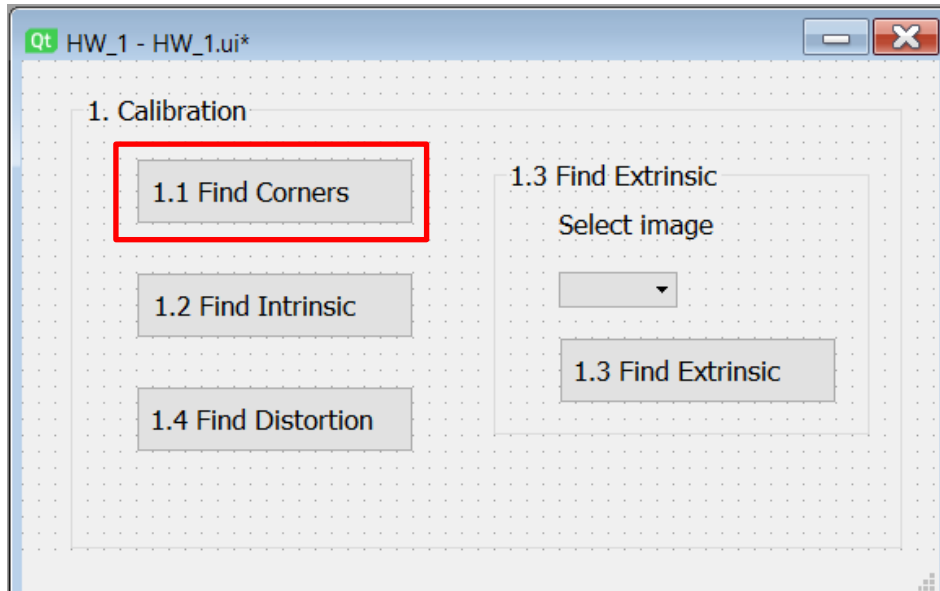 Qt HW_1 - HW_1.ui*
1. Calibration
1.1 Find Corners
1.2 Find Intrinsic
1.4 Find Distortion
1.3 Find Extrinsic
Select image
1.3 Find Extrinsic